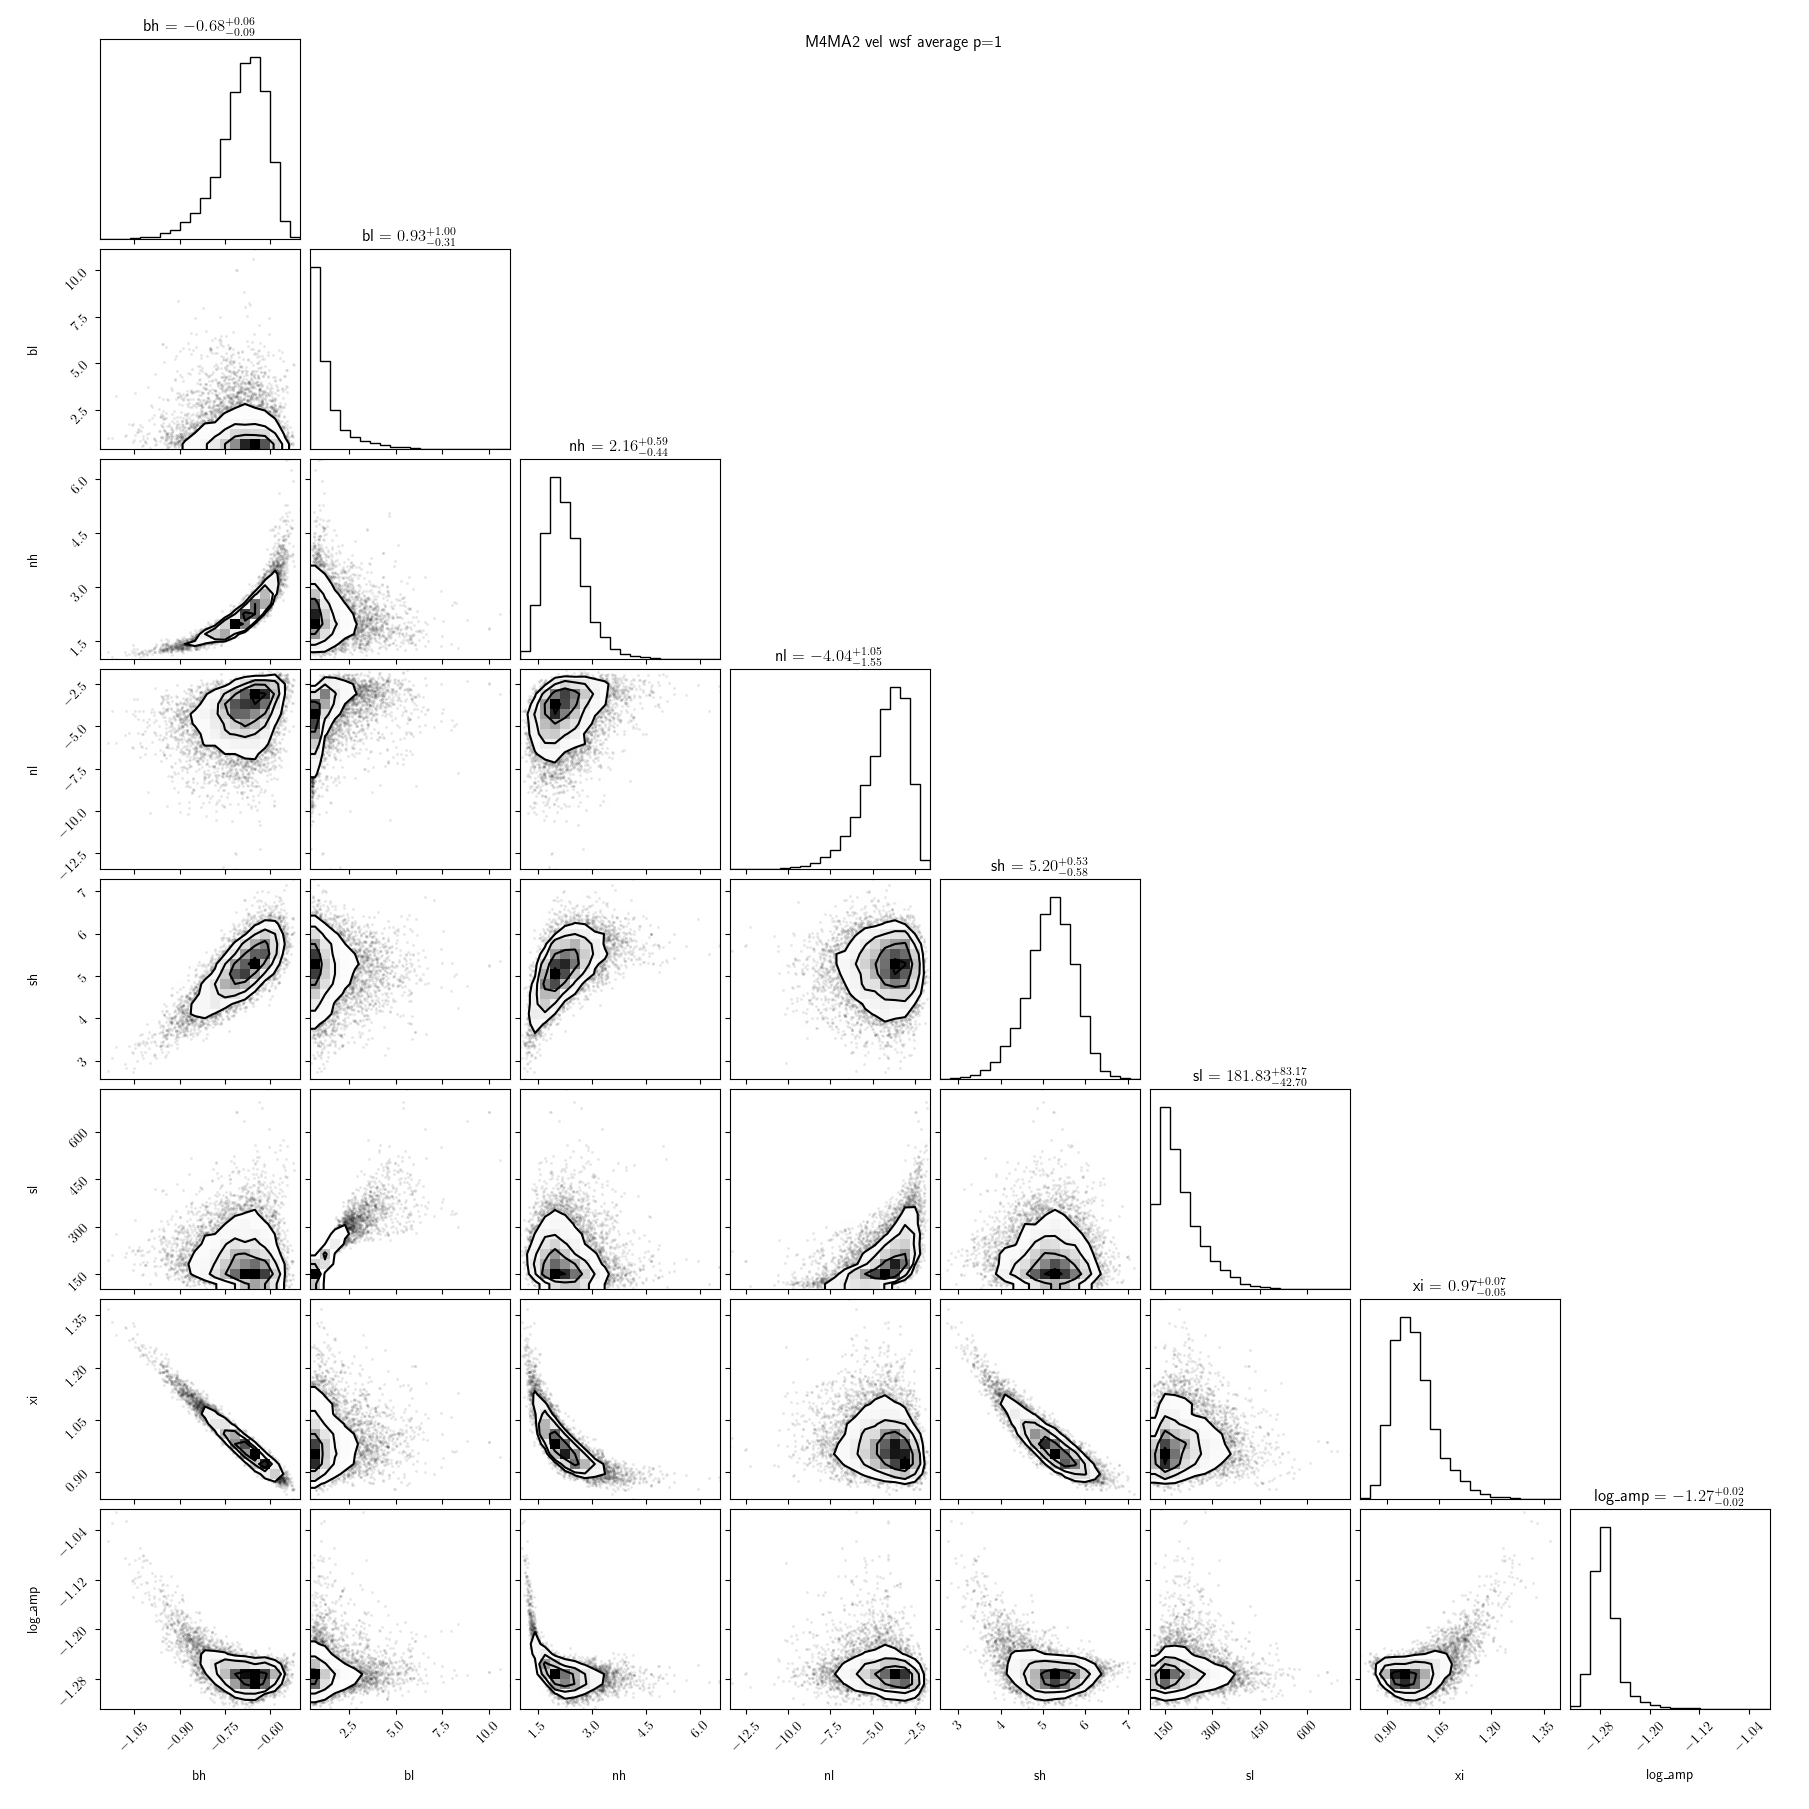 M4MA2 vel wsf average p=1
bh = −0.68 +0.06 −0.09
bl = 0.93 +1.00 −0.31
10.0
7.5
5.0
2.5
bl
nh = 2.16 +0.59 −0.44
6.0
4.5
3.0
1.5
nh
nl = −4.04 +1.05 −1.55
−2.5
−5.0
−7.5
−10.0
−12.5
nl
sh = 5.20 +0.53 −0.58
7
6
5
4
3
sh
sl = 181.83 +83.17 −42.70
600
450
300
150
sl
xi = 0.97 +0.07 −0.05
1.35
1.20
1.05
0.90
xi
log_amp = −1.27 +0.02 −0.02
−1.04
−1.12
−1.20
−1.28
log_amp
−1.05 −0.90 −0.75 −0.60 2.5 5.0 7.5 10.0 1.5 3.0 4.5 6.0 −12.5 −10.0 −7.5 −5.0 −2.5 3 4 5 6 7 150 300 450 600 0.90 1.05 1.20 1.35 −1.28 −1.20 −1.12 −1.04
bh bl nh nl sh sl xi log_amp